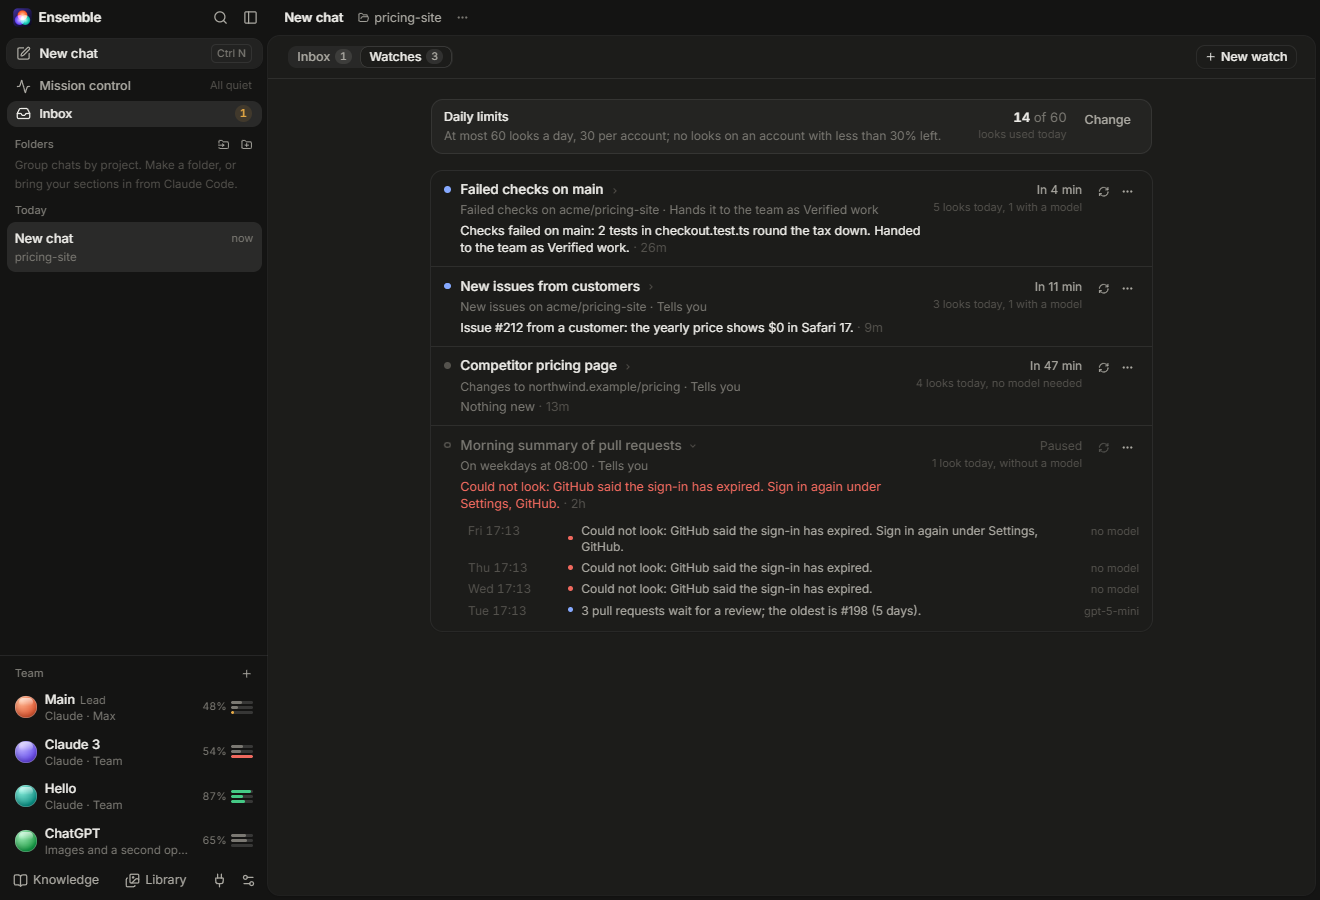 Ensemble
New chat
Ctrl N
Mission control
All quiet
Inbox
1
Folders
Group chats by project. Make a folder, or
bring your sections in from Claude Code.
Today
New chat
now
pricing-site
Team
Main Lead
48%
Claude · Max
Claude 3
54%
Claude · Team
Hello
87%
Claude · Team
ChatGPT
65%
Images and a second op...
Knowledge
Library
New chat
pricing-site
Inbox 1
Watches 3
New watch
Daily limits
At most 60 looks a day, 30 per account; no looks on an account with less than 30% left.
14 of 60
looks used today
Change
Failed checks on main
In 4 min
Failed checks on acme/pricing-site · Hands it to the team as Verified work
5 looks today, 1 with a model
Checks failed on main: 2 tests in checkout.test.ts round the tax down. Handed
to the team as Verified work. · 26m
New issues from customers
In 11 min
New issues on acme/pricing-site · Tells you
3 looks today, 1 with a model
Issue #212 from a customer: the yearly price shows $0 in Safari 17. · 9m
Competitor pricing page
In 47 min
Changes to northwind.example/pricing · Tells you
4 looks today, no model needed
Nothing new · 13m
Morning summary of pull requests
Paused
On weekdays at 08:00 · Tells you
1 look today, without a model
Could not look: GitHub said the sign-in has expired. Sign in again under
Settings, GitHub. · 2h
Fri 17:13
Could not look: GitHub said the sign-in has expired. Sign in again under Settings,
GitHub.
no model
Thu 17:13
Could not look: GitHub said the sign-in has expired.
no model
Wed 17:13
Could not look: GitHub said the sign-in has expired.
no model
Tue 17:13
3 pull requests wait for a review; the oldest is #198 (5 days).
gpt-5-mini